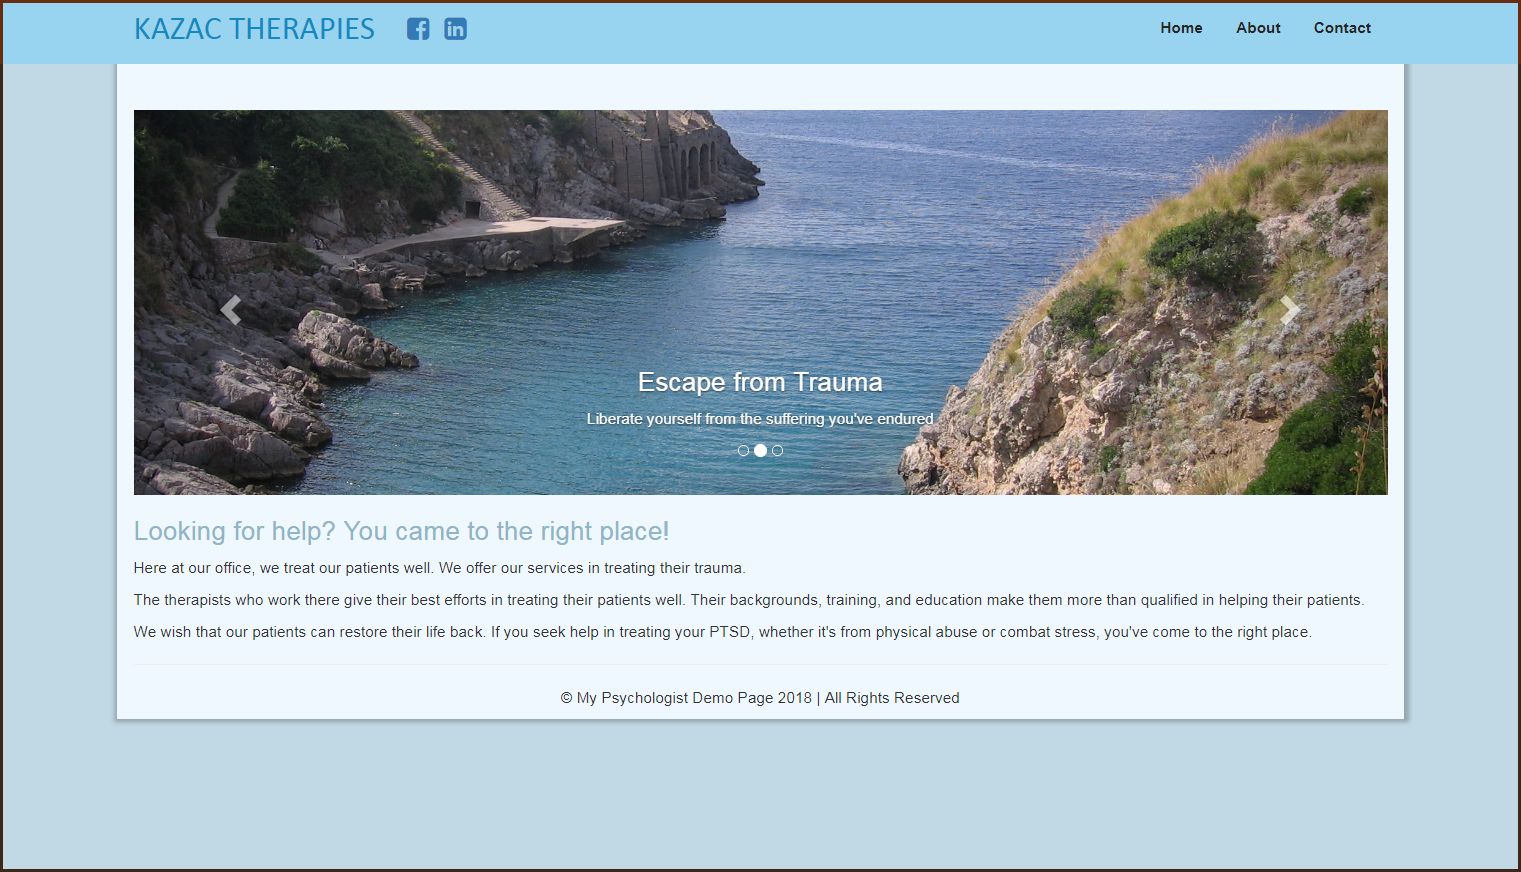 KAZAC THERAPIES
Home About Contact
Escape from Trauma
Liberate yourself from the suffering you've endured
Looking for help? You came to the right place!
Here at our office, we treat our patients well. We offer our services in treating their trauma.
The therapists who work there give their best efforts in treating their patients well. Their backgrounds, training, and education make them more than qualified in helping their patients.
We wish that our patients can restore their life back. If you seek help in treating your PTSD, whether it's from physical abuse or combat stress, you've come to the right place.
© My Psychologist Demo Page 2018 | All Rights Reserved